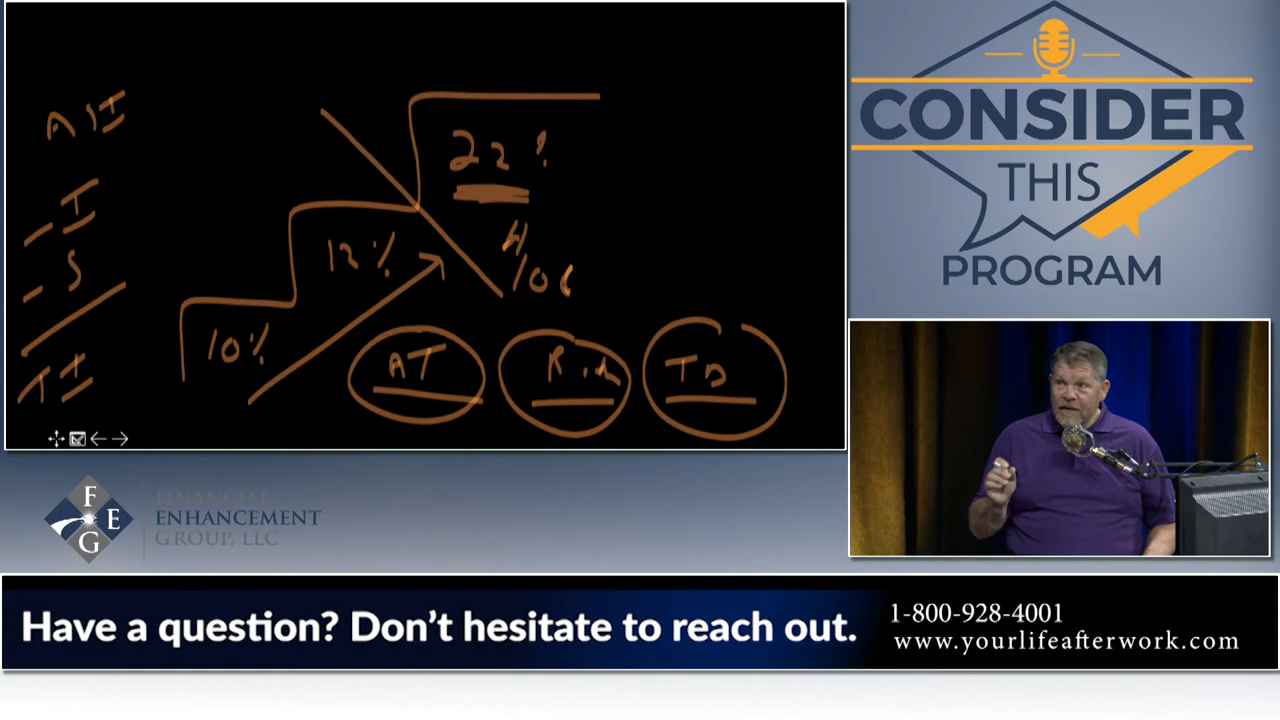 A)I
- I
- S
TI
10%
12%
22%
AT
TD
CONSIDER
THIS
PROGRAM
F
E
G
FINANCIAL
ENHANCEMENT
GROUP, LLC
Have a question? Don't hesitate to reach out.
1-800-928-4001
www.yourlifeafterwork.com